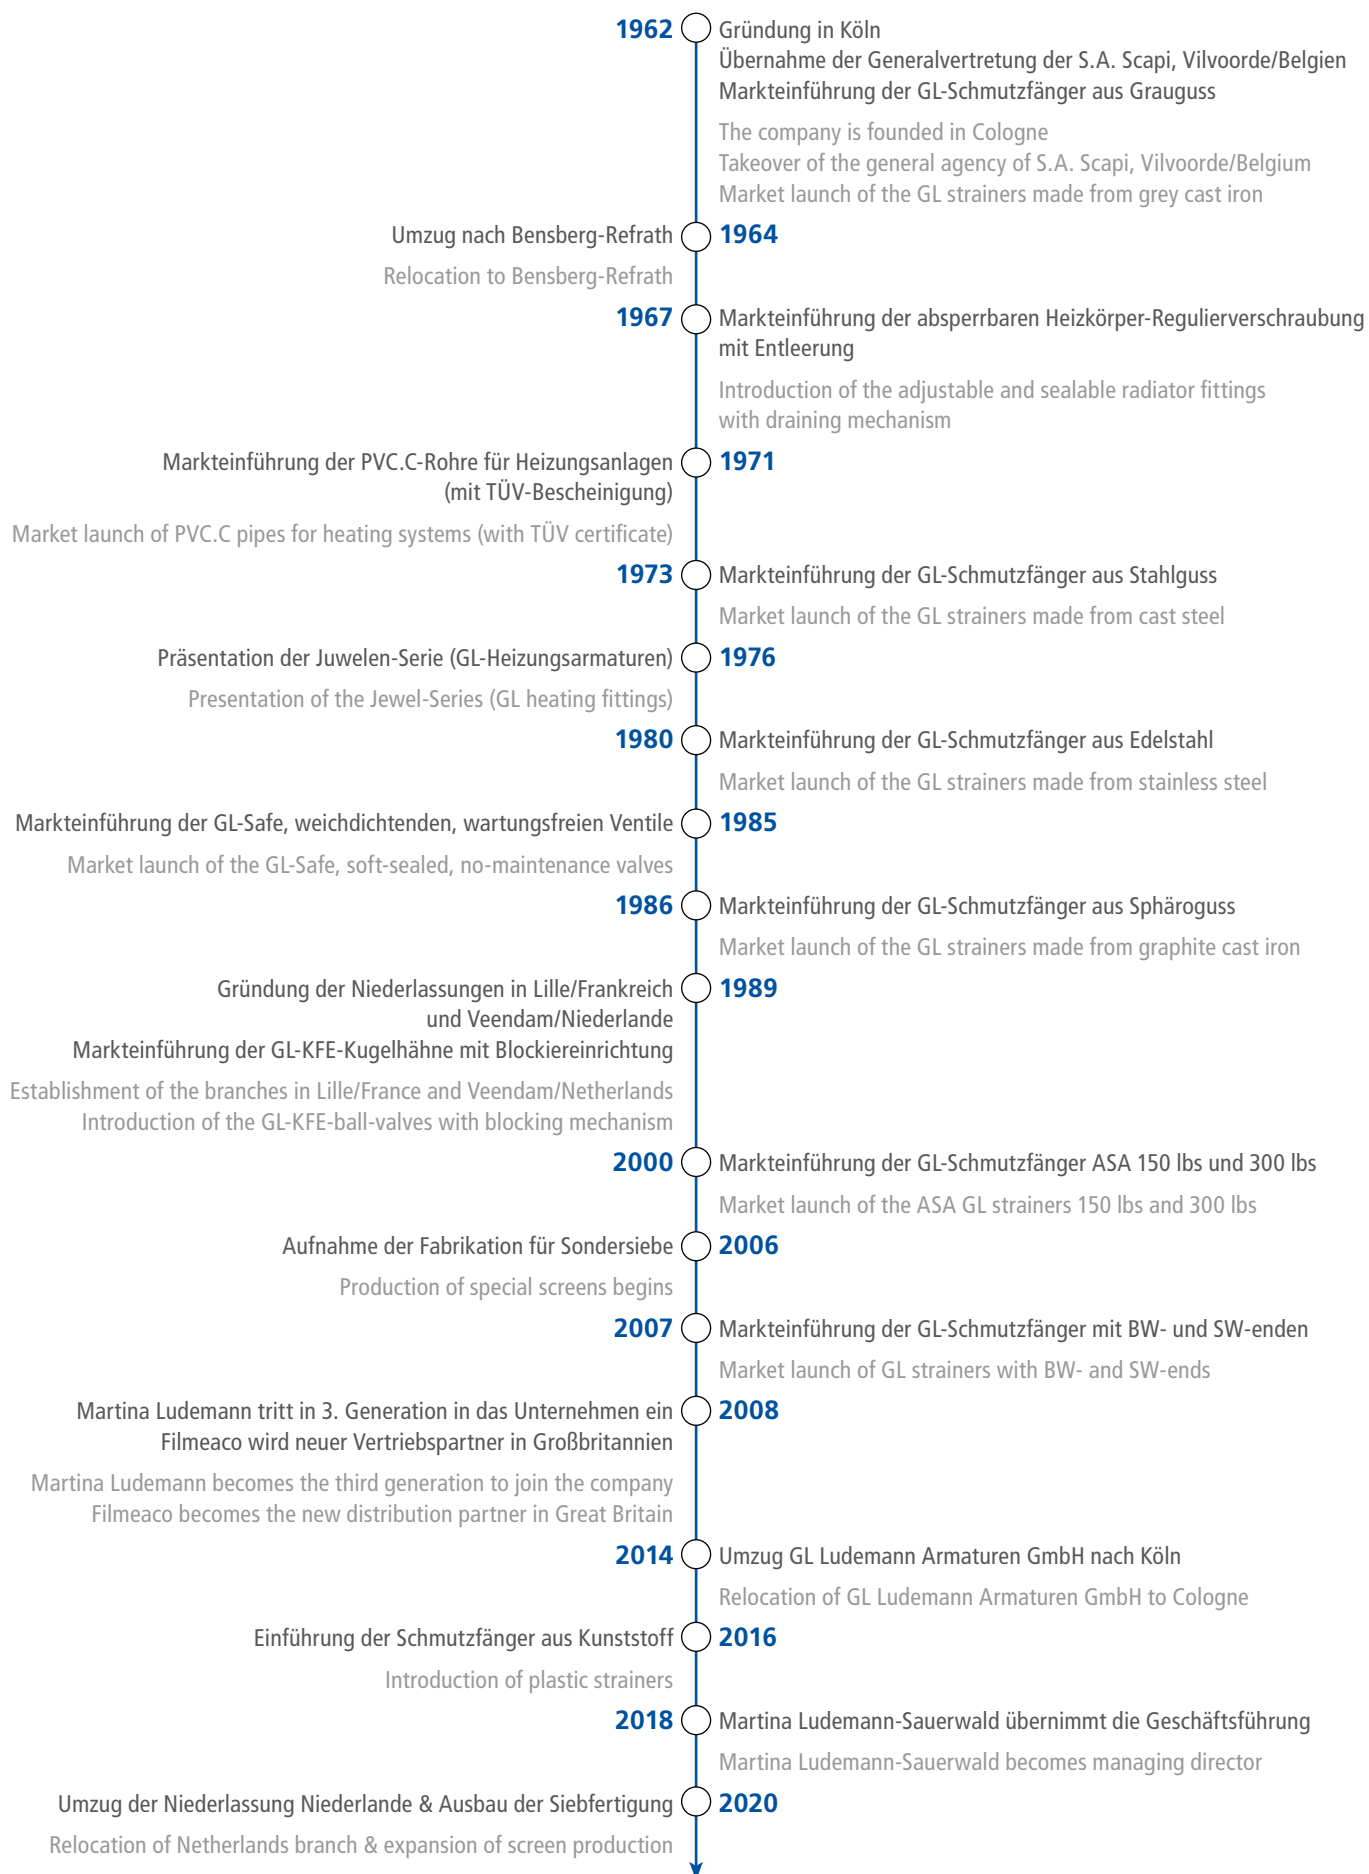 1962
Gründung in Köln
Übernahme der Generalvertretung der S.A. Scapi, Vilvoorde/Belgien
Markteinführung der GL-Schmutzfänger aus Grauguss
The company is founded in Cologne
Takeover of the general agency of S.A. Scapi, Vilvoorde/Belgium
Market launch of the GL strainers made from grey cast iron
1964
Umzug nach Bensberg-Refrath
Relocation to Bensberg-Refrath
1967
Markteinführung der absperrbaren Heizkörper-Regulierverschraubung
mit Entleerung
Introduction of the adjustable and sealable radiator fittings
with draining mechanism
1971
Markteinführung der PVC.C-Rohre für Heizungsanlagen
(mit TÜV-Bescheinigung)
Market launch of PVC.C pipes for heating systems (with TÜV certificate)
1973
Markteinführung der GL-Schmutzfänger aus Stahlguss
Market launch of the GL strainers made from cast steel
1976
Präsentation der Juwelen-Serie (GL-Heizungsarmaturen)
Presentation of the Jewel-Series (GL heating fittings)
1980
Markteinführung der GL-Schmutzfänger aus Edelstahl
Market launch of the GL strainers made from stainless steel
1985
Markteinführung der GL-Safe, weichdichtenden, wartungsfreien Ventile
Market launch of the GL-Safe, soft-sealed, no-maintenance valves
1986
Markteinführung der GL-Schmutzfänger aus Sphäroguss
Market launch of the GL strainers made from graphite cast iron
1989
Gründung der Niederlassungen in Lille/Frankreich
und Veendam/Niederlande
Markteinführung der GL-KFE-Kugelhähne mit Blockiereinrichtung
Establishment of the branches in Lille/France and Veendam/Netherlands
Introduction of the GL-KFE-ball-valves with blocking mechanism
2000
Markteinführung der GL-Schmutzfänger ASA 150 lbs und 300 lbs
Market launch of the ASA GL strainers 150 lbs and 300 lbs
2006
Aufnahme der Fabrikation für Sondersiebe
Production of special screens begins
2007
Markteinführung der GL-Schmutzfänger mit BW- und SW-enden
Market launch of GL strainers with BW- and SW-ends
2008
Martina Ludemann tritt in 3. Generation in das Unternehmen ein
Filmeaco wird neuer Vertriebspartner in Großbritannien
Martina Ludemann becomes the third generation to join the company
Filmeaco becomes the new distribution partner in Great Britain
2014
Umzug GL Ludemann Armaturen GmbH nach Köln
Relocation of GL Ludemann Armaturen GmbH to Cologne
2016
Einführung der Schmutzfänger aus Kunststoff
Introduction of plastic strainers
2018
Martina Ludemann-Sauerwald übernimmt die Geschäftsführung
Martina Ludemann-Sauerwald becomes managing director
2020
Umzug der Niederlassung Niederlande & Ausbau der Siebfertigung
Relocation of Netherlands branch & expansion of screen production